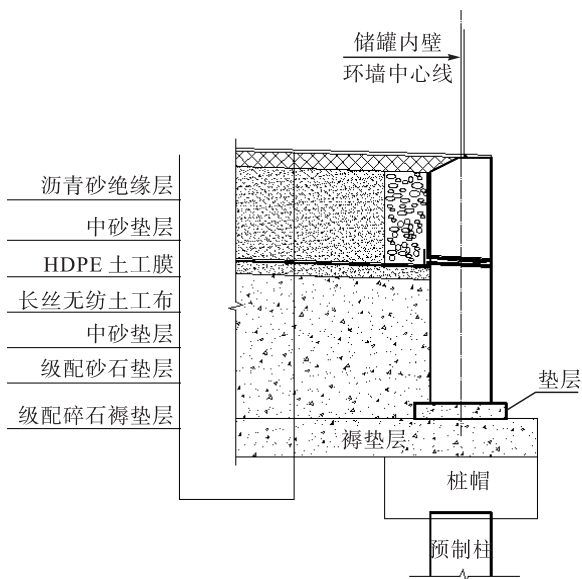 储罐内壁
环墙中心线
沥青砂绝缘层
中砂垫层
HDPE 土工膜
长丝无纺土工布
中砂垫层
级配砂石垫层
级配碎石褥垫层
垫层
褥垫层
桩帽
预制柱